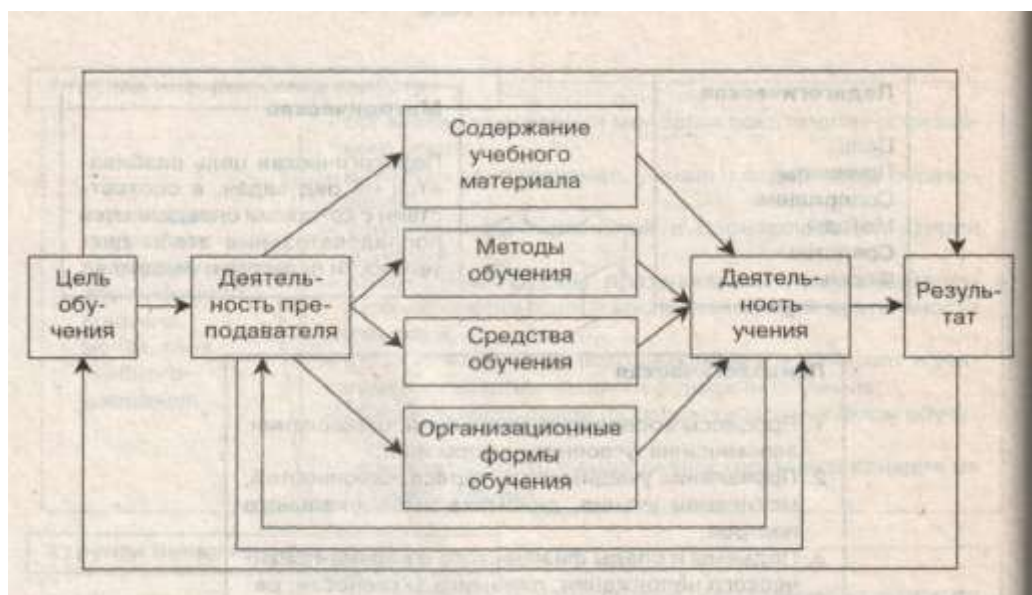 Содержание
учебного
материала
Методы
обучения
Цель
обу-
чения
Деятель-
ность пре-
подавателя
Средства
обучения
Деятель-
ность
учения
Резуль-
тат
Организационные
формы
обучения